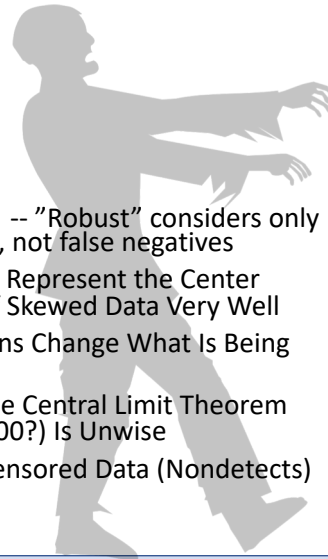 -- ”Robust” considers only
, not false negatives
Represent the Center
f Skewed Data Very Well
ns Change What Is Being
e Central Limit Theorem
00?) Is Unwise
ensored Data (Nondetects)